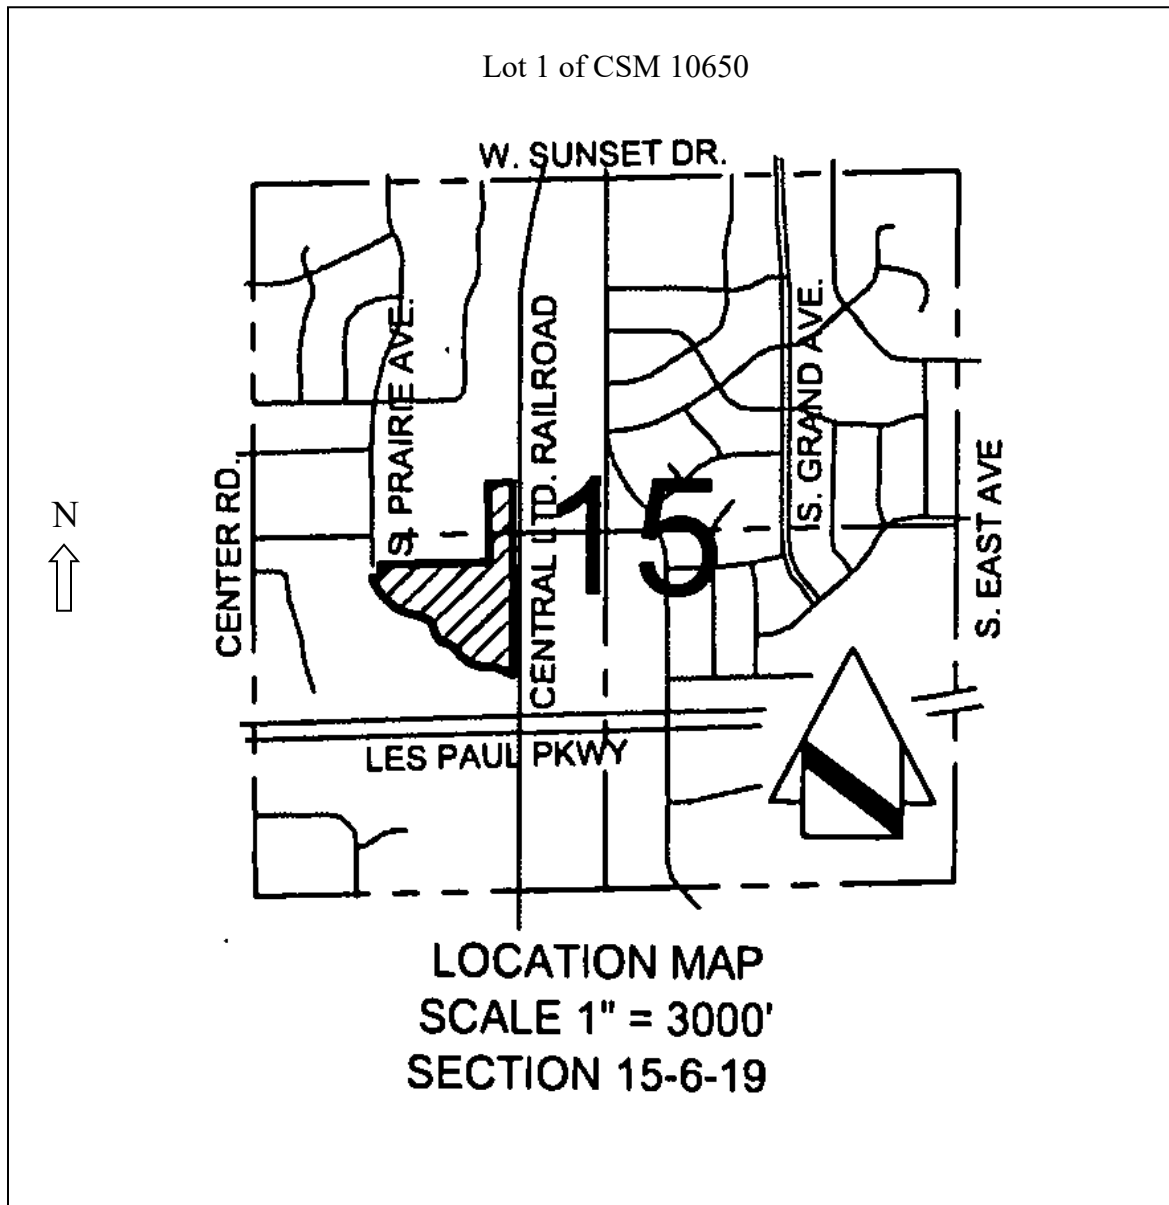 Lot 1 of CSM 10650
W. SUNSET DR.
S. PRAIRIE AVE.
CENTRAL LTD. RAILROAD
S. GRAND AVE.
CENTER RD.
S. EAST AVE
15
N
LES PAUL PKWY
LOCATION MAP
SCALE 1" = 3000'
SECTION 15-6-19